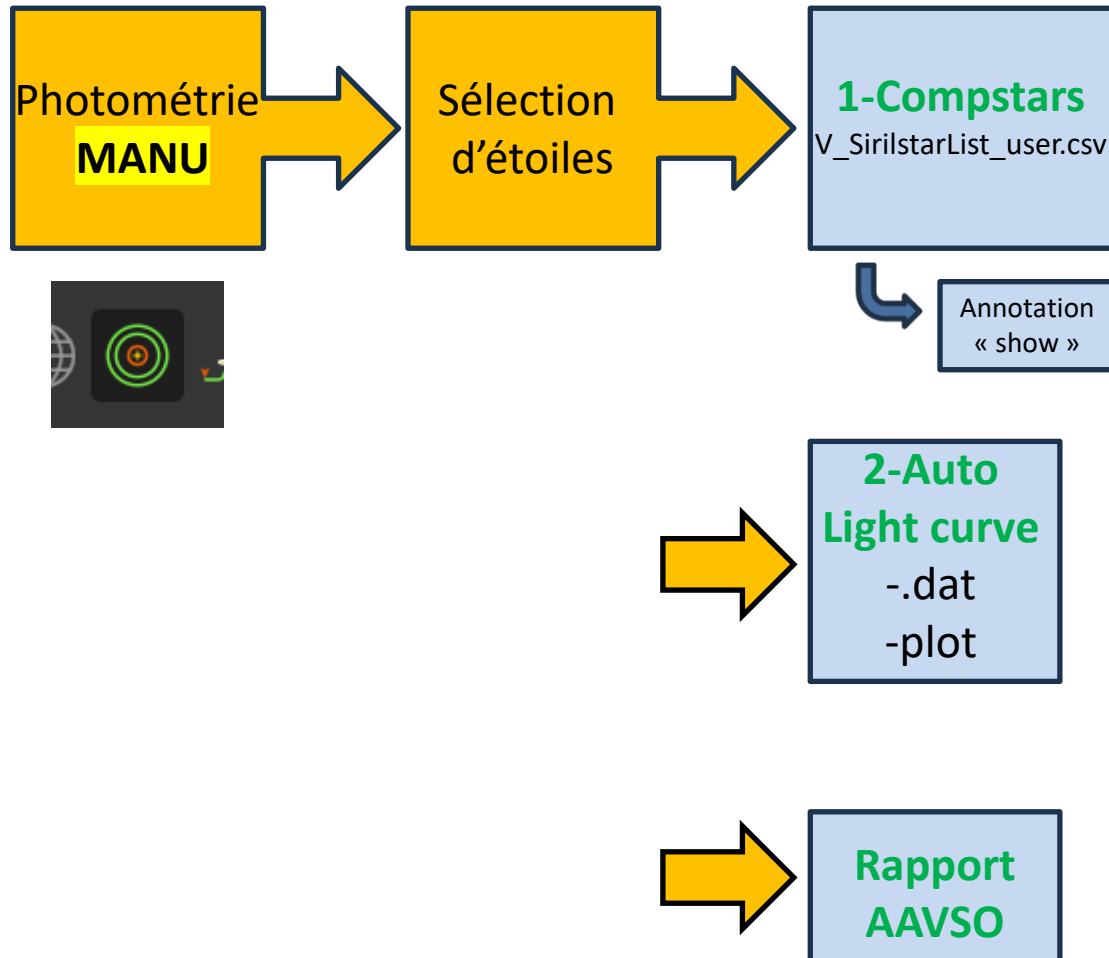 Photométrie
MANU
Sélection
d'étoiles
1-Compstars
V_SirilstarList_user.csv
Annotation
« show »
2-Auto
Light curve
-.dat
-plot
Rapport
AAVSO